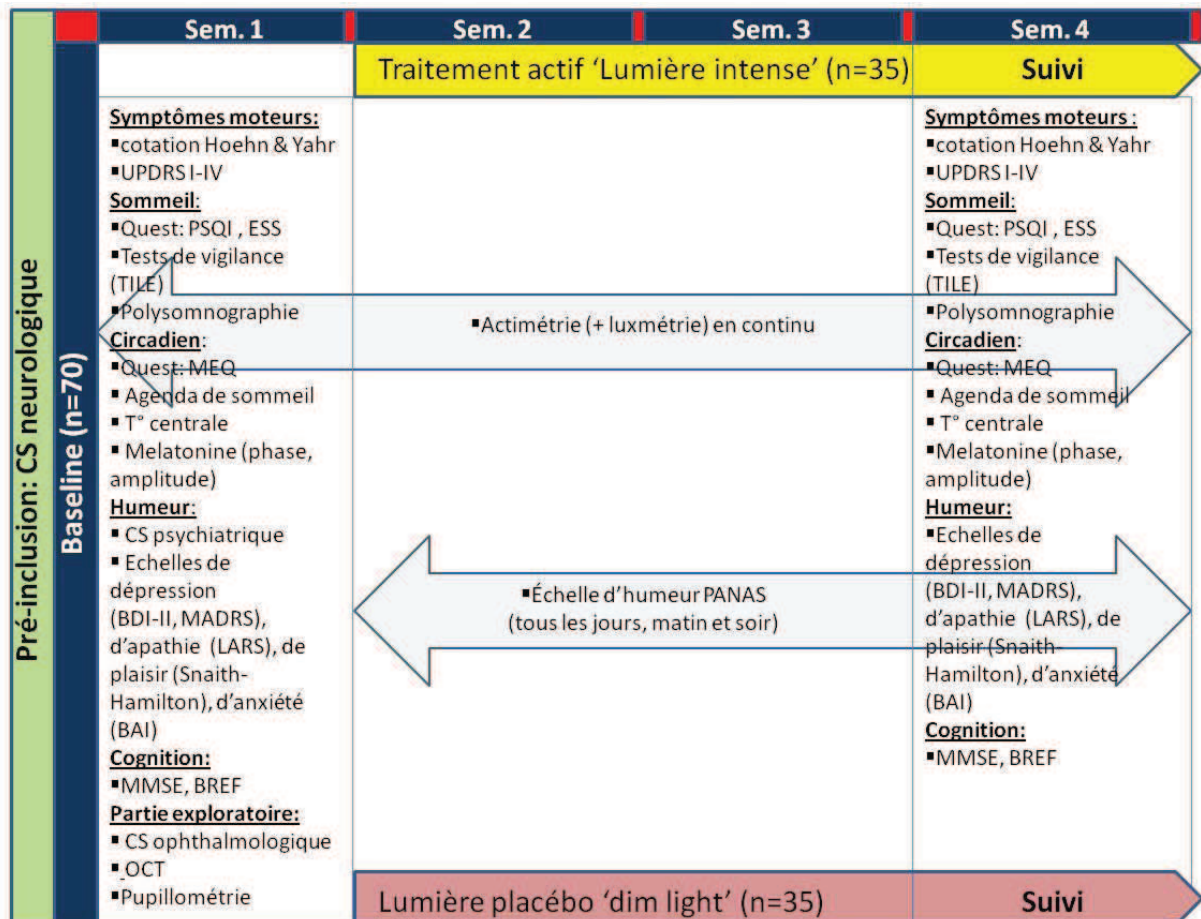 Pré-inclusion: CS neurologique
Baseline (n=70)
Sem. 1
Sem. 2
Sem. 3
Sem. 4
Traitement actif ‘Lumière intense’ (n=35)
Suivi
Symptômes moteurs:
▪cotation Hoehn & Yahr
▪UPDRS I-IV
Sommeil:
▪Quest: PSQI , ESS
▪Tests de vigilance
(TILE)
▪Polysomnographie
Circadien:
▪Quest: MEQ
▪ Agenda de sommeil
▪ T° centrale
▪ Melatonine (phase,
amplitude)
Humeur:
▪ CS psychiatrique
▪ Echelles de
dépression
(BDI-II, MADRS),
d’apathie (LARS), de
plaisir (Snaith-
Hamilton), d’anxiété
(BAI)
Cognition:
▪MMSE, BREF
Partie exploratoire:
▪ CS ophthalmologique
▪OCT
▪Pupillométrie
▪Actimétrie (+ luxmétrie) en continu
▪Échelle d’humeur PANAS
(tous les jours, matin et soir)
Symptômes moteurs :
▪cotation Hoehn & Yahr
▪UPDRS I-IV
Sommeil:
▪Quest: PSQI , ESS
▪Tests de vigilance
(TILE)
▪Polysomnographie
Circadien:
▪Quest: MEQ
▪ Agenda de sommeil
▪ T° centrale
▪ Melatonine (phase,
amplitude)
Humeur:
▪Echelles de
dépression
(BDI-II, MADRS),
d’apathie (LARS), de
plaisir (Snaith-
Hamilton), d’anxiété
(BAI)
Cognition:
▪MMSE, BREF
Lumière placébo ‘dim light’ (n=35)
Suivi